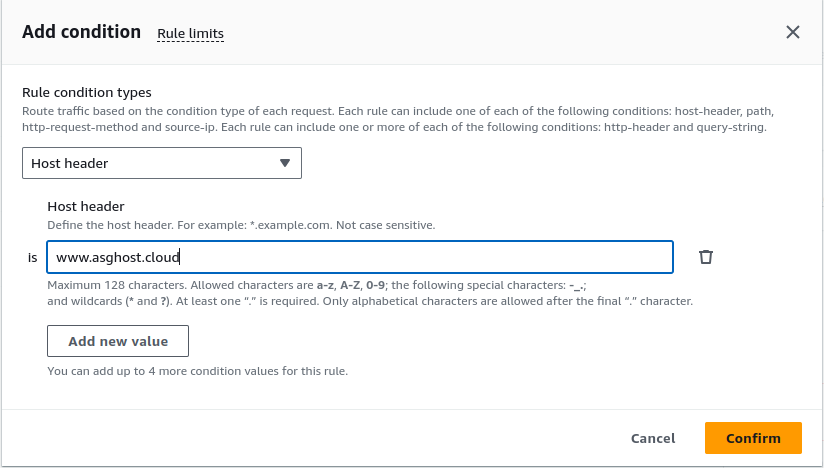 Add condition Rule limits
Rule condition types
Route traffic based on the condition type of each request. Each rule can include one of each of the following conditions: host-header, path,
http-request-method and source-ip. Each rule can include one or more of each of the following conditions: http-header and query-string.
Host header
Host header
Define the host header. For example: *.example.com. Not case sensitive.
is www.asghost.cloud
Maximum 128 characters. Allowed characters are a-z, A-Z, 0-9; the following special characters: -_.;
and wildcards (* and ?). At least one “.” is required. Only alphabetical characters are allowed after the final “.” character.
Add new value
You can add up to 4 more condition values for this rule.
Cancel Confirm